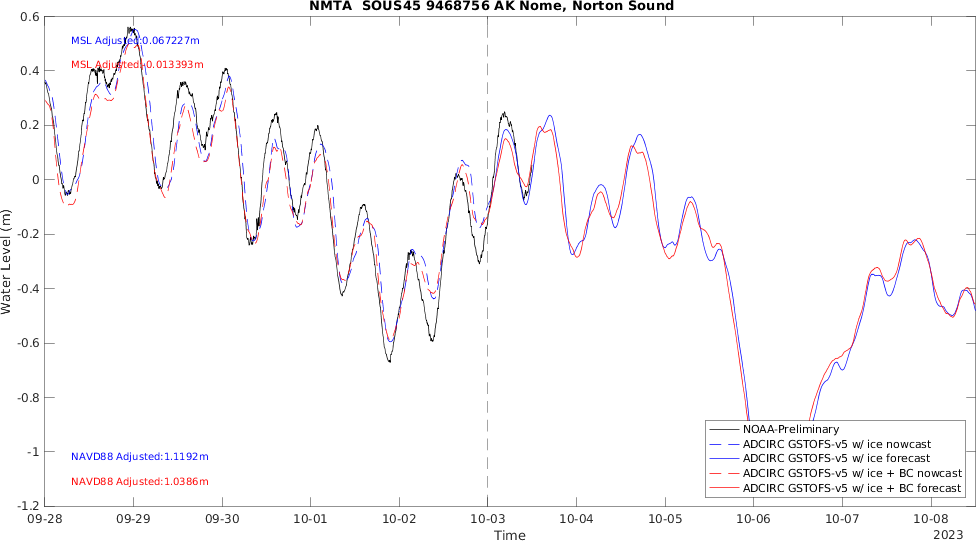 NMTA SOUS45 9468756 AK Nome, Norton Sound
0.6
MSL Adjusted:0.067227m
MSL Adjusted:-0.013393m
0.4
0.2
0
-0.2
-0.4
-0.6
-0.8
-1
-1.2
Water Level (m)
NAVD88 Adjusted:1.1192m
NAVD88 Adjusted:1.0386m
NOAA-Preliminary
ADCIRC GSTOFS-v5 w/ ice nowcast
ADCIRC GSTOFS-v5 w/ ice forecast
ADCIRC GSTOFS-v5 w/ ice + BC nowcast
ADCIRC GSTOFS-v5 w/ ice + BC forecast
09-28 09-29 09-30 10-01 10-02 10-03 10-04 10-05 10-06 10-07 10-08
Time
2023